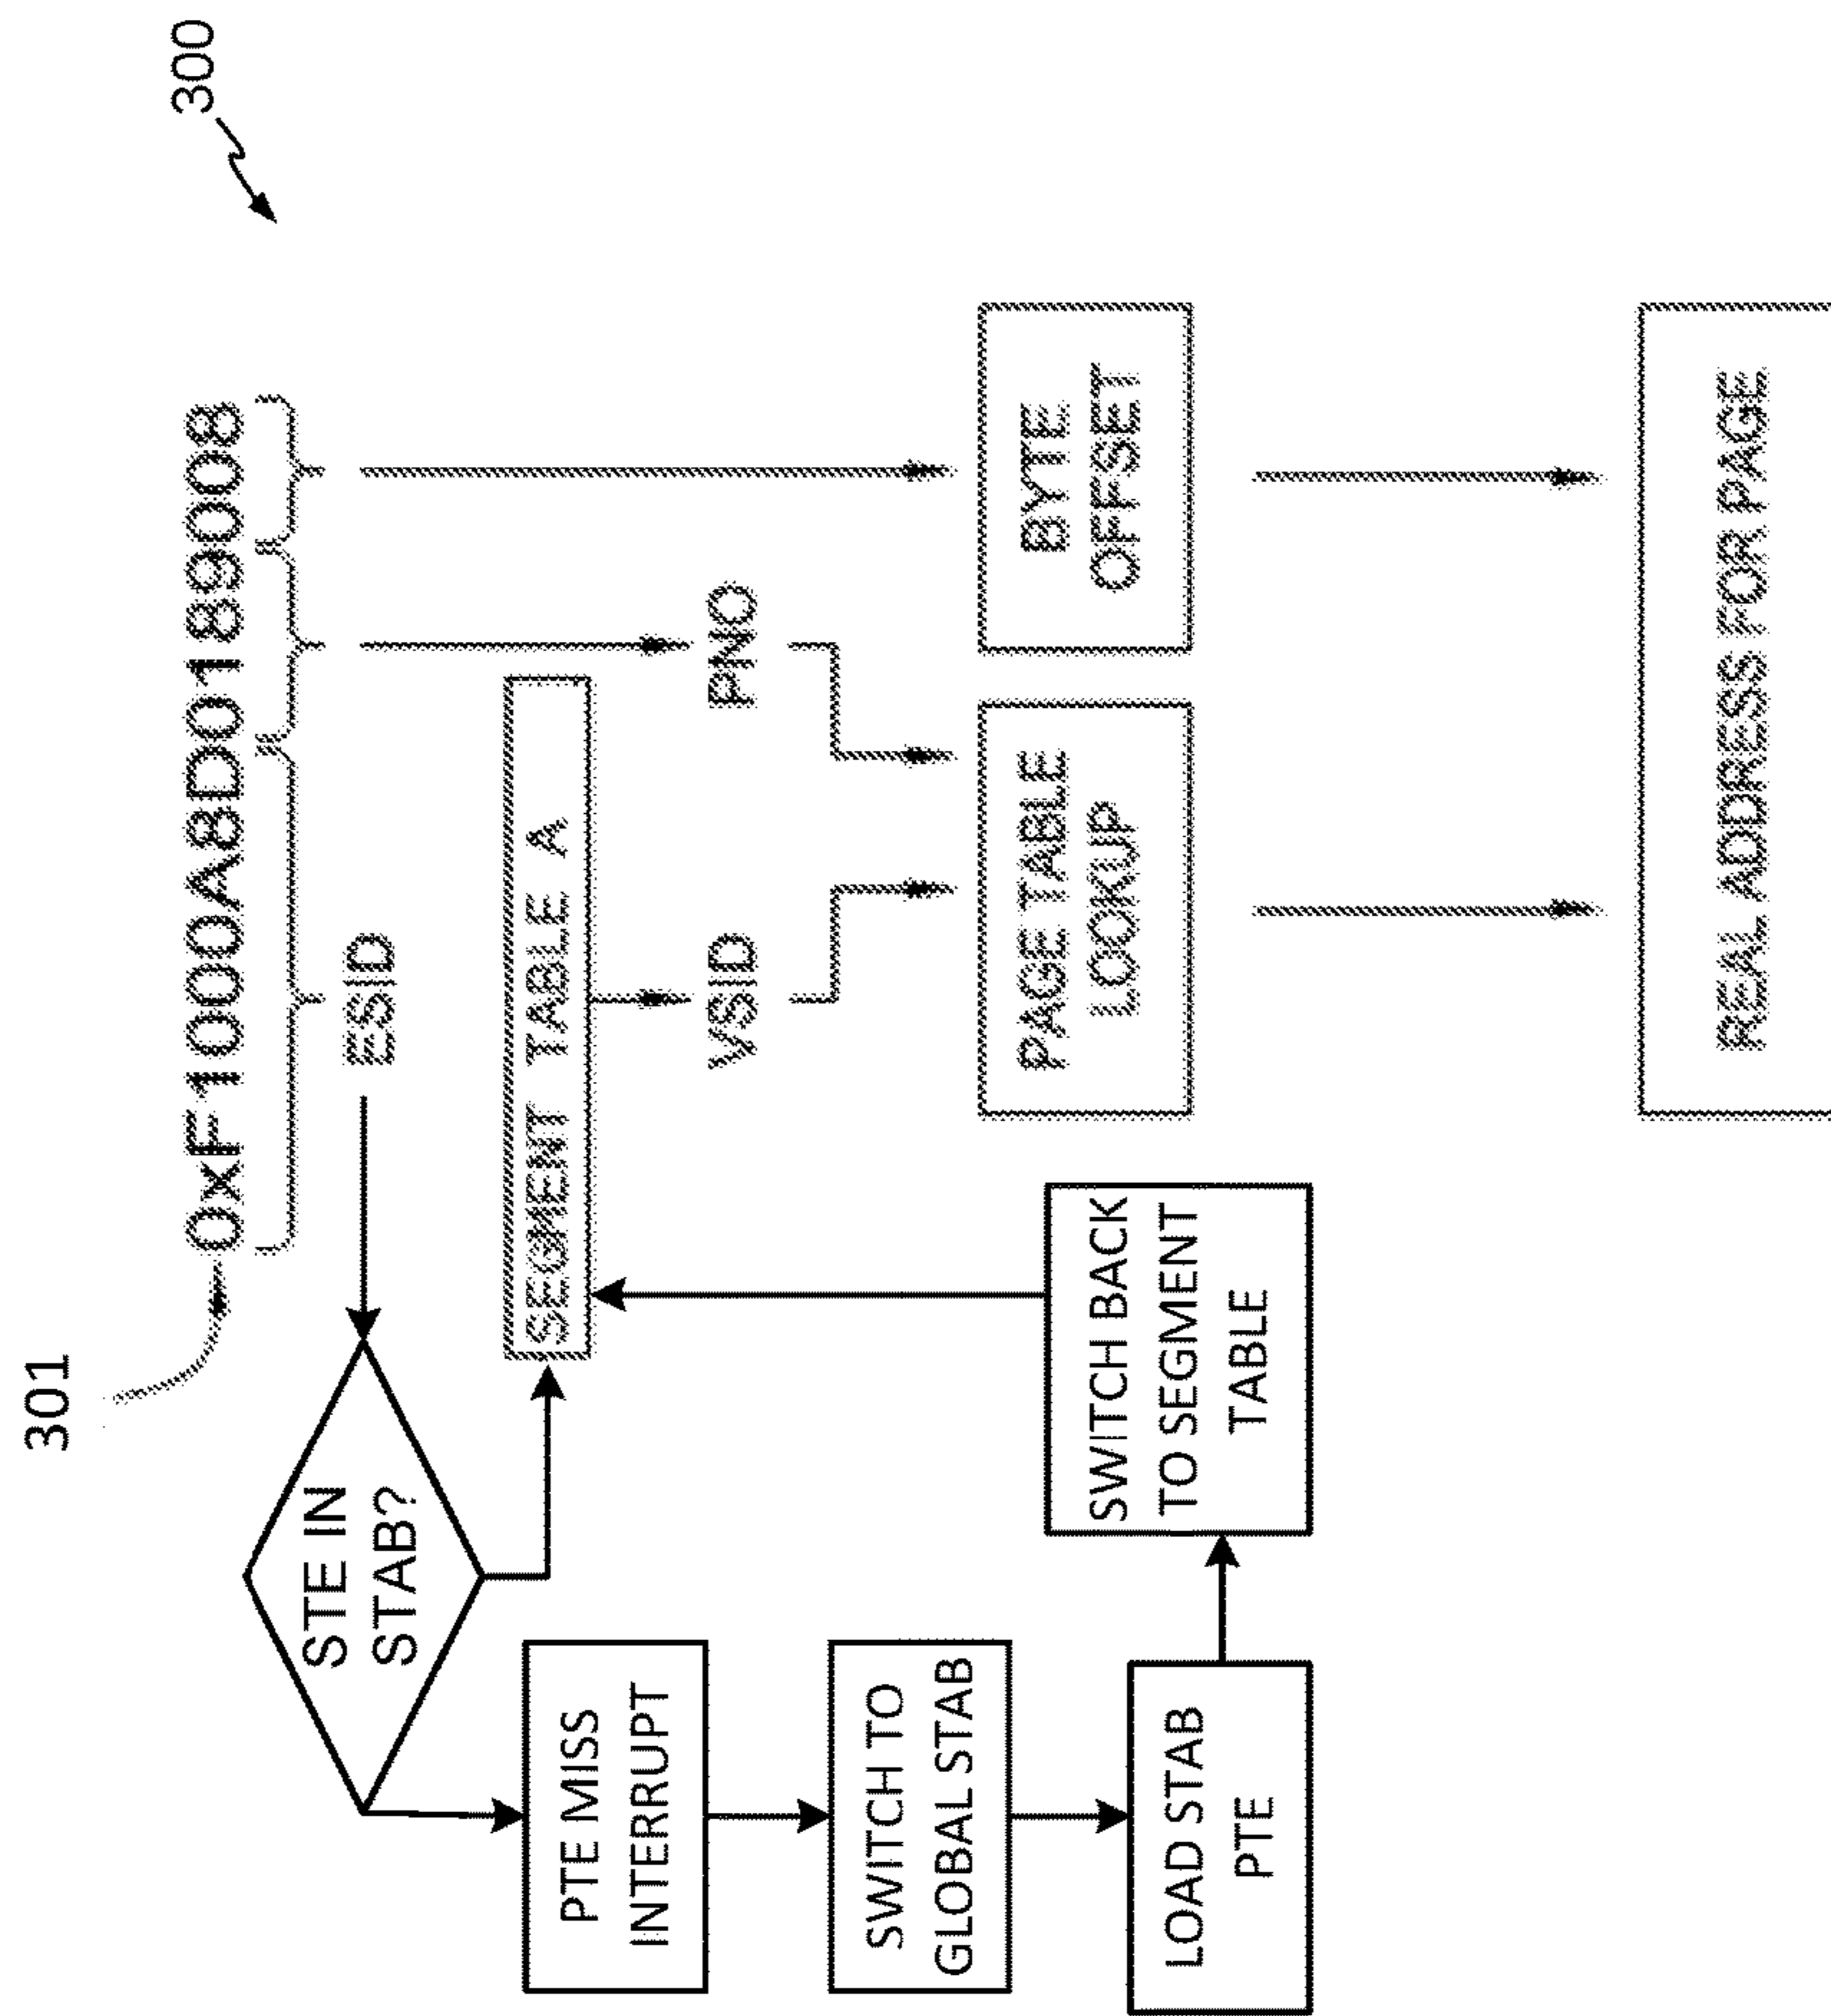 301
300
0xF1000A8D0189008
STE IN
STAB?
ESID
SEGMENT TABLE A
PTE MISS
INTERRUPT
VSID
PNO
SWITCH TO
GLOBAL STAB
PAGE TABLE
LOOKUP
BYTE
OFFSET
LOAD STAB
PTE
SWITCH BACK
TO SEGMENT
TABLE
REAL ADDRESS FOR PAGE